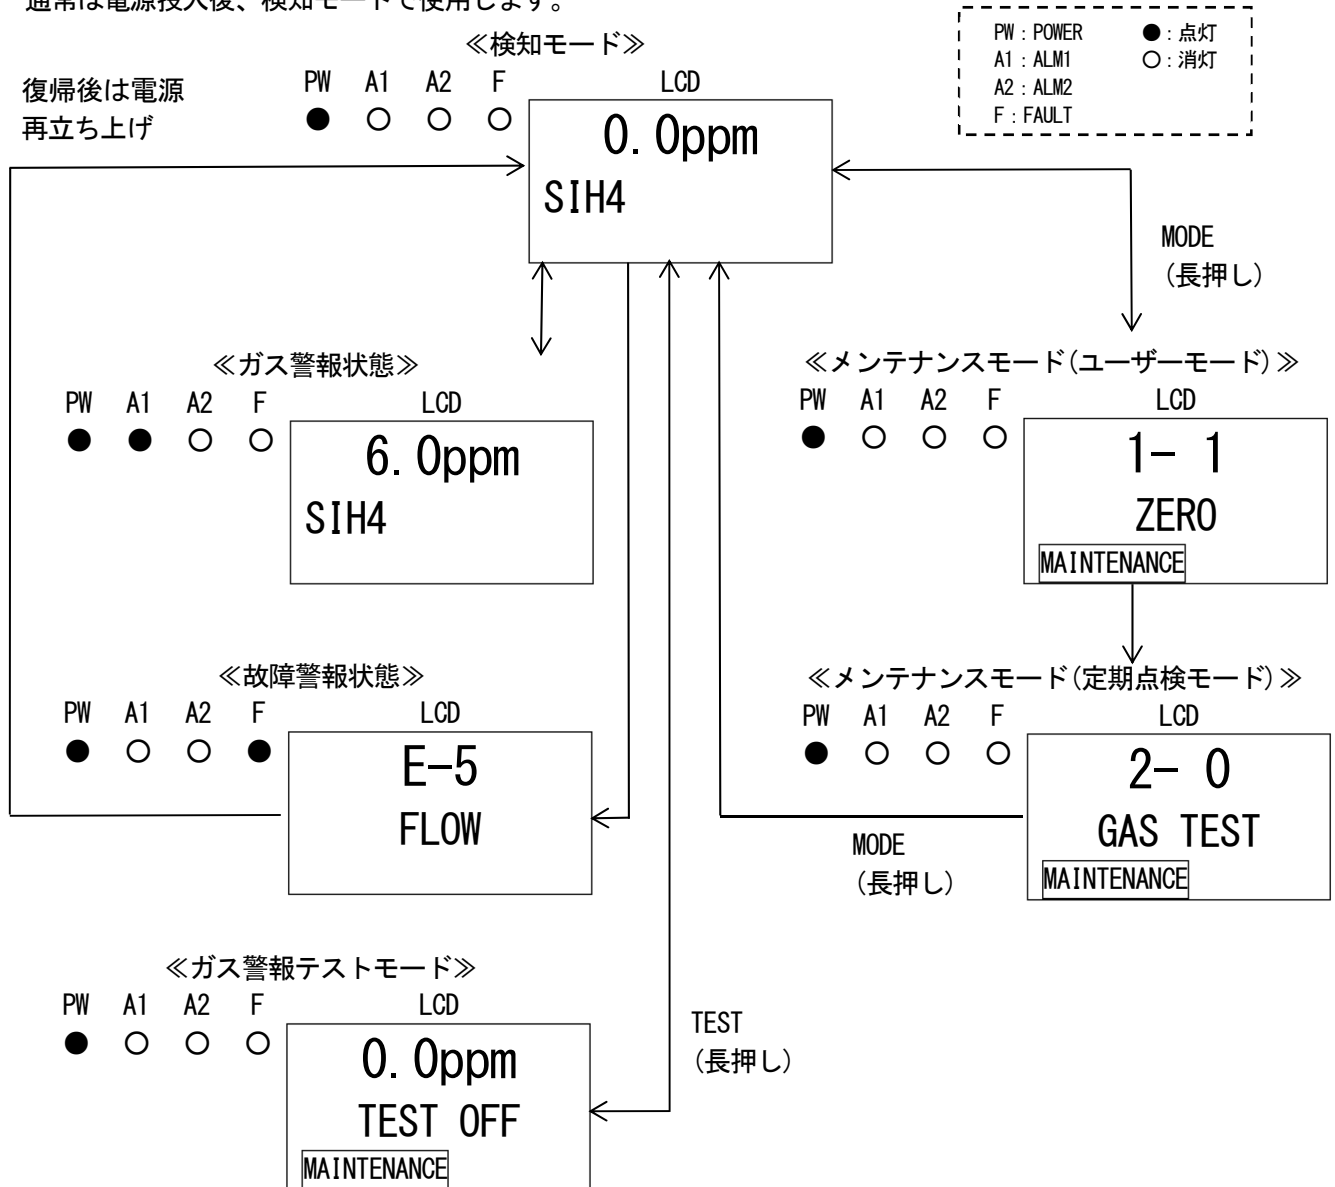 通常は電源投入後、検知モードで使用します。
PW：POWER ●：点灯
A1：ALM1 ○：消灯
A2：ALM2
F：FAULT
≪検知モード≫
復帰後は電源
再立ち上げ
PW A1 A2 F LCD
● ○ ○ ○
0.0ppm
SIH4
MODE
(長押し)
≪ガス警報状態≫
PW A1 A2 F LCD
● ● ○ ○
6.0ppm
SIH4
≪メンテナンスモード(ユーザーモード)≫
PW A1 A2 F LCD
● ○ ○ ○
1- 1
ZERO
MAINTENANCE
≪故障警報状態≫
PW A1 A2 F LCD
● ○ ○ ●
E-5
FLOW
≪メンテナンスモード(定期点検モード)≫
PW A1 A2 F LCD
● ○ ○ ○
2- 0
GAS TEST
MAINTENANCE
MODE
(長押し)
≪ガス警報テストモード≫
PW A1 A2 F LCD
● ○ ○ ○
0.0ppm
TEST OFF
MAINTENANCE
TEST
(長押し)